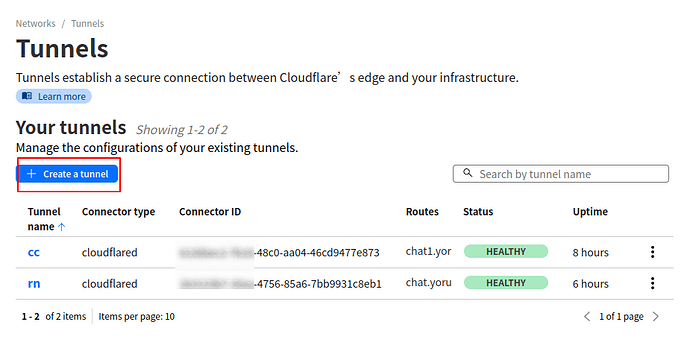 Networks / Tunnels
Tunnels
Tunnels establish a secure connection between Cloudflare’s edge and your infrastructure.
Learn more
Your tunnels Showing 1-2 of 2
Manage the configurations of your existing tunnels.
+ Create a tunnel
Search by tunnel name
Tunnel name ↑ Connector type Connector ID Routes Status Uptime
cc cloudflared -48c0-aa04-46cd9477e873 chat1.yor HEALTHY 8 hours
rn cloudflared -4756-85a6-7bb9931c8eb1 chat.yoru HEALTHY 6 hours
1 - 2 of 2 items Items per page: 10 1 of 1 page